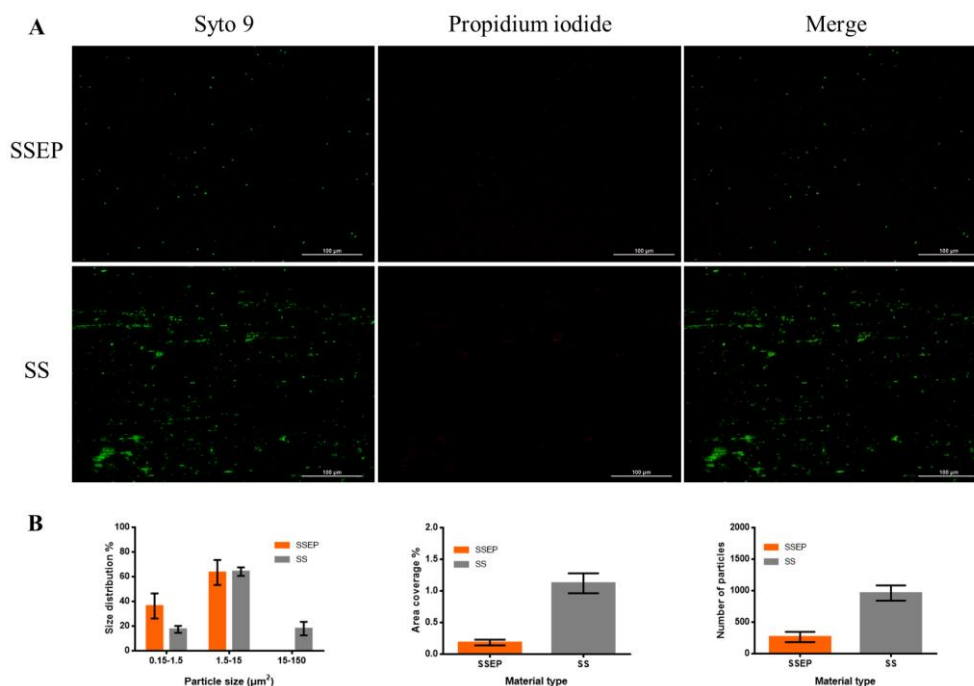 A
Syto 9
Propidium iodide
Merge
SSEP
100 µm
100 µm
100 µm
SS
100 µm
100 µm
100 µm
B
Size distribution %
100
80
60
40
20
0
SSEP
SS
0.15-1.5
1.5-15
15-150
Particle size (µm²)
Area coverage %
2.0
1.5
1.0
0.5
0.0
SSEP
SS
SSEP
SS
Material type
Number of particles
2000
1500
1000
500
0
SSEP
SS
SSEP
SS
Material type